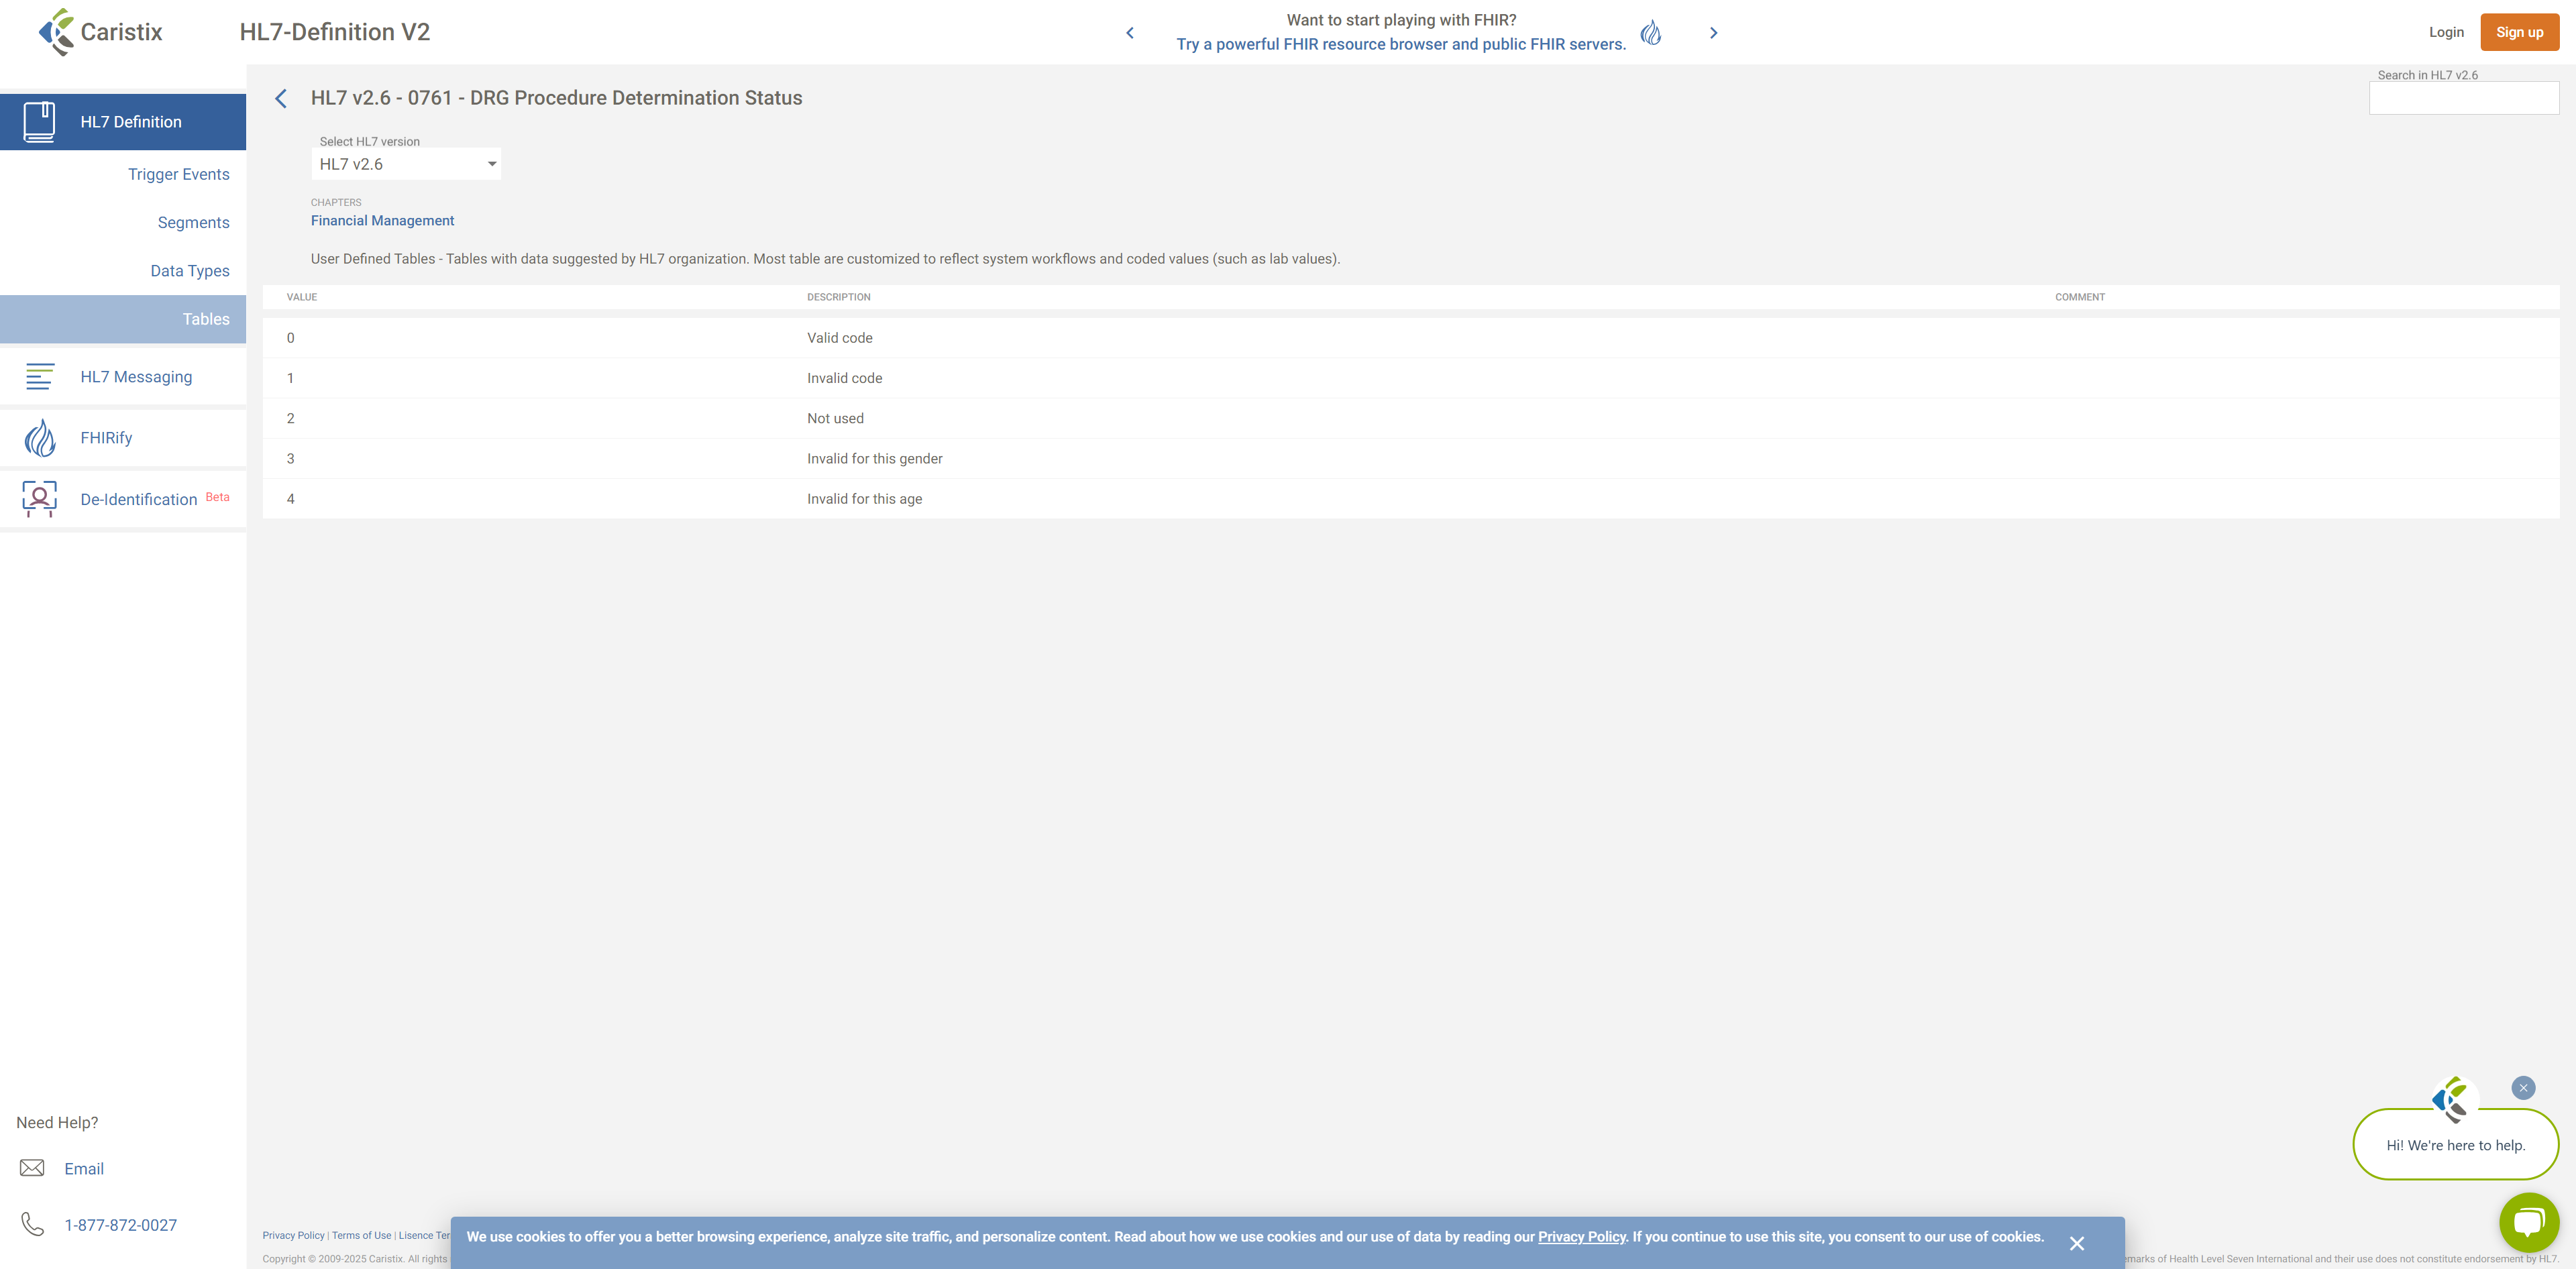 Caristix
HL7-Definition V2
Want to start playing with FHIR?
Try a powerful FHIR resource browser and public FHIR servers.
Login
Sign up
HL7 Definition
Trigger Events
Segments
Data Types
Tables
HL7 Messaging
FHIRify
De-Identification Beta
Need Help?
Email
1-877-872-0027
HL7 v2.6 - 0761 - DRG Procedure Determination Status
Search in HL7 v2.6
Select HL7 version
HL7 v2.6
CHAPTERS
Financial Management
User Defined Tables - Tables with data suggested by HL7 organization. Most table are customized to reflect system workflows and coded values (such as lab values).
VALUE DESCRIPTION COMMENT
0 Valid code
1 Invalid code
2 Not used
3 Invalid for this gender
4 Invalid for this age
Hi! We're here to help.
Privacy Policy | Terms of Use | Lisence Ter
We use cookies to offer you a better browsing experience, analyze site traffic, and personalize content. Read about how we use cookies and our use of data by reading our Privacy Policy. If you continue to use this site, you consent to our use of cookies.
Copyright © 2009-2025 Caristix. All rights
emarks of Health Level Seven International and their use does not constitute endorsement by HL7.